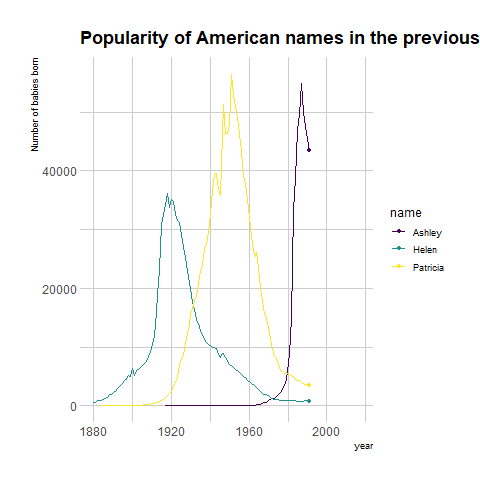 Popularity of American names in the previous
Number of babies born
40000
20000
0
1880
1920
1960
2000
year
name
Ashley
Helen
Patricia